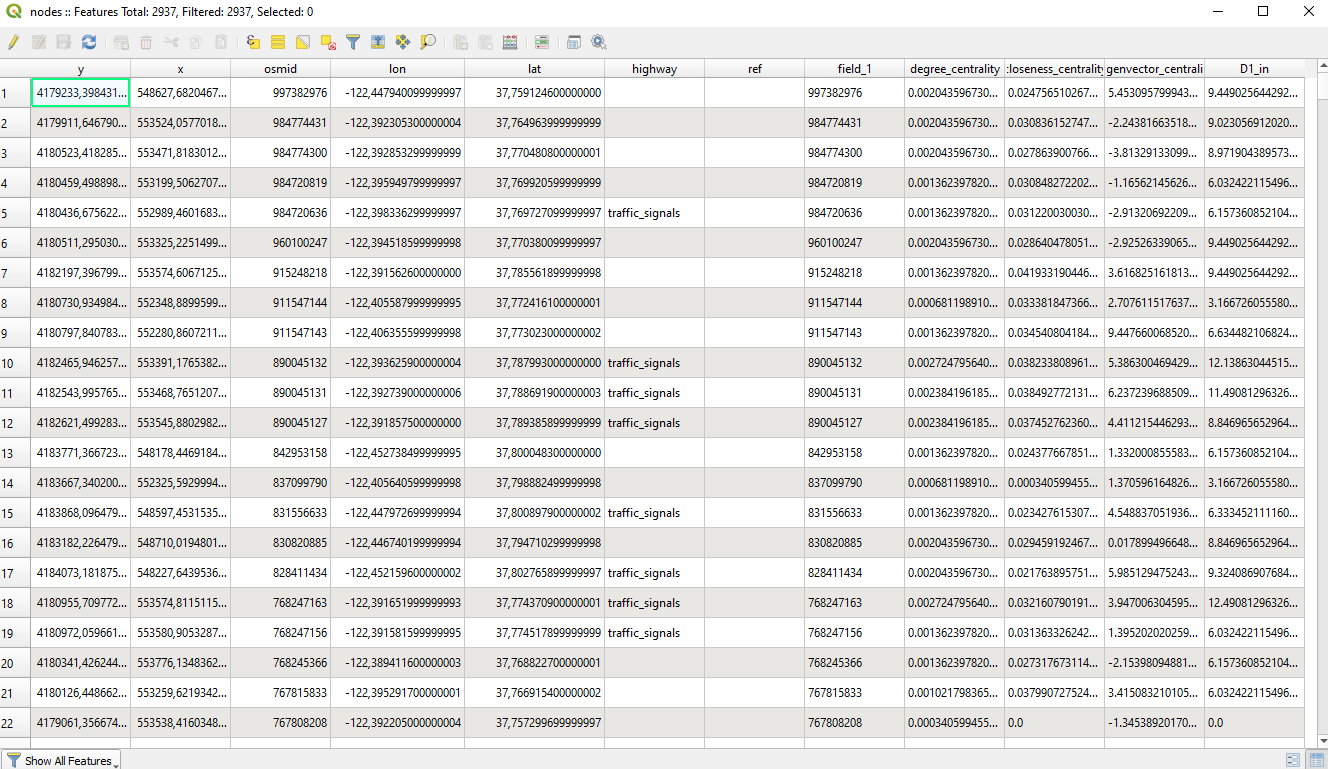 nodes :: Features Total: 2937, Filtered: 2937, Selected: 0
y x osmid lon lat highway ref field_1 degree_centrality :loseness_centrality genvector_centrali D1_in
1 4179233,398431... 548627,6820467... 997382976 -122,447940099999997 37,759124600000000 997382976 0.002043596730... 0.024756510267... 5.453095799943... 9.449025644292...
2 4179911,646790... 553524,0577018... 984774431 -122,392305300000004 37,764963999999999 984774431 0.002043596730... 0.030836152747... -2.24381663518... 9.023056912020...
3 4180523,418285... 553471,8183012... 984774300 -122,392853299999999 37,770480800000001 984774300 0.002043596730... 0.027863900766... -3.81329133099... 8.971904389573...
4 4180459,498898... 553199,5062707... 984720819 -122,395949799999997 37,769920599999999 984720819 0.001362397820... 0.030848272202... -1.16562145626... 6.032422115496...
5 4180436,675622... 552989,4601683... 984720636 -122,398336299999997 37,769727099999997 traffic_signals 984720636 0.001362397820... 0.031220030030... -2.91320692209... 6.157360852104...
6 4180511,295030... 553325,2251499... 960100247 -122,394518599999998 37,770380099999997 960100247 0.002043596730... 0.028640478051... -2.92526339065... 9.449025644292...
7 4182197,396799... 553574,6067125... 915248218 -122,391562600000000 37,785561899999998 915248218 0.001362397820... 0.041933190446... 3.616825161813... 9.449025644292...
8 4180730,934984... 552348,8899599... 911547144 -122,405587999999995 37,772416100000001 911547144 0.000681198910... 0.033381847366... 2.707611517637... 3.166726055580...
9 4180797,840783... 552280,8607211... 911547143 -122,406355599999998 37,773023000000002 911547143 0.001362397820... 0.034540804184... 9.447660068520... 6.634482106824...
10 4182465,946257... 553391,1765382... 890045132 -122,393625900000004 37,787993000000000 traffic_signals 890045132 0.002724795640... 0.038233808961... 5.386300469429... 12.13863044515...
11 4182543,995765... 553468,7651207... 890045131 -122,392739000000006 37,788691900000003 traffic_signals 890045131 0.002384196185... 0.038492772131... 6.237239688509... 11.49081296326...
12 4182621,499283... 553545,8802982... 890045127 -122,391857500000000 37,789385899999999 traffic_signals 890045127 0.002384196185... 0.037452762360... 4.411215446293... 8.846965652964...
13 4183771,366723... 548178,4469184... 842953158 -122,452738499999995 37,800048300000000 842953158 0.001362397820... 0.024377667851... 1.332000855583... 6.157360852104...
14 4183667,340200... 552325,5929994... 837099790 -122,405640599999998 37,798882499999998 837099790 0.000681198910... 0.000340599455... 1.370596164826... 3.166726055580...
15 4183868,096479... 548597,4531535... 831556633 -122,447972699999994 37,800897900000002 traffic_signals 831556633 0.001362397820... 0.023427615307... 4.548837051936... 6.333452111160...
16 4183182,226479... 548710,0194801... 830820885 -122,446740199999994 37,794710299999998 830820885 0.002043596730... 0.029459192467... 0.017899496648... 8.846965652964...
17 4184073,181875... 548227,6439536... 828411434 -122,452159600000002 37,802765899999997 traffic_signals 828411434 0.002043596730... 0.021763895751... 5.985129475243... 9.324086907684...
18 4180955,709772... 553574,8115115... 768247163 -122,391651999999993 37,774370900000001 traffic_signals 768247163 0.002724795640... 0.032160790191... 3.947006304595... 12.49081296326...
19 4180972,059661... 553580,9053287... 768247156 -122,391581599999995 37,774517899999999 traffic_signals 768247156 0.001362397820... 0.031363326242... 1.395202020259... 6.032422115496...
20 4180341,426244... 553776,1348362... 768245366 -122,389411600000003 37,768822700000001 768245366 0.001362397820... 0.027317673114... -2.15398094881... 6.157360852104...
21 4180126,448662... 553259,6219342... 767815833 -122,395291700000001 37,766915400000002 767815833 0.001021798365... 0.037990727524... 3.415083210105... 6.032422115496...
22 4179061,356674... 553538,4160348... 767808208 -122,392205000000004 37,757299699999997 767808208 0.000340599455... 0.0 -1.34538920170... 0.0
Show All Features